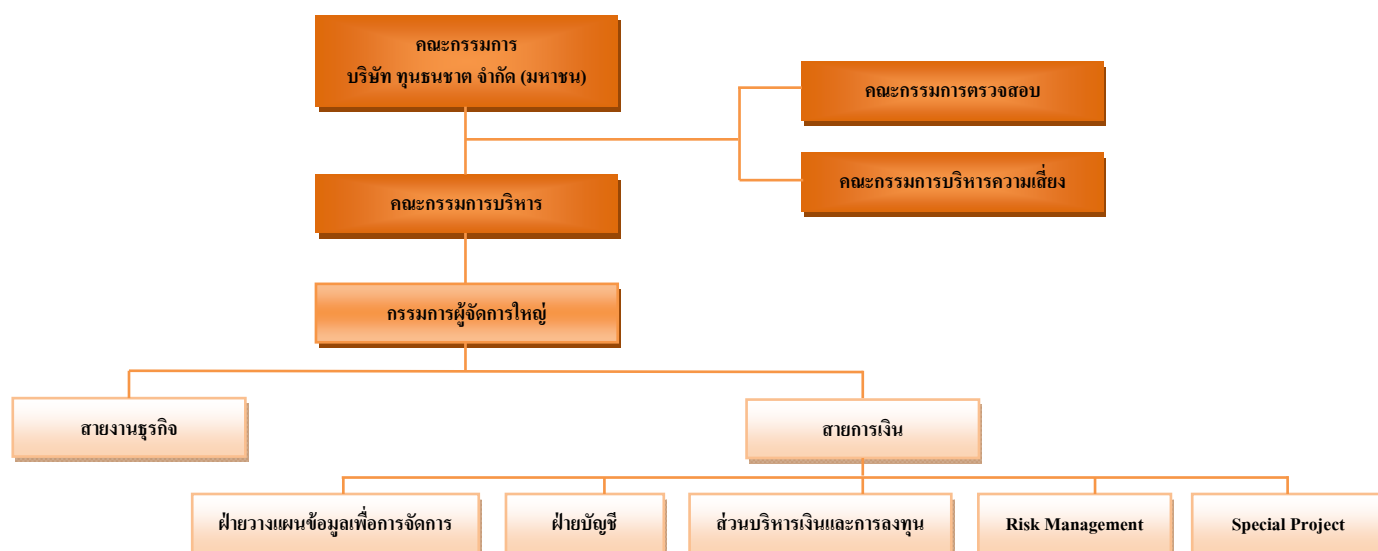 คณะกรรมการ
บริษัท ทุนธนชาต จำกัด (มหาชน)
คณะกรรมการตรวจสอบ
คณะกรรมการบริหารความเสี่ยง
คณะกรรมการบริหาร
กรรมการผู้จัดการใหญ่
สายงานธุรกิจ
สายการเงิน
ฝ่ายวางแผนข้อมูลเพื่อการจัดการ
ฝ่ายบัญชี
ส่วนบริหารเงินและการลงทุน
Risk Management
Special Project